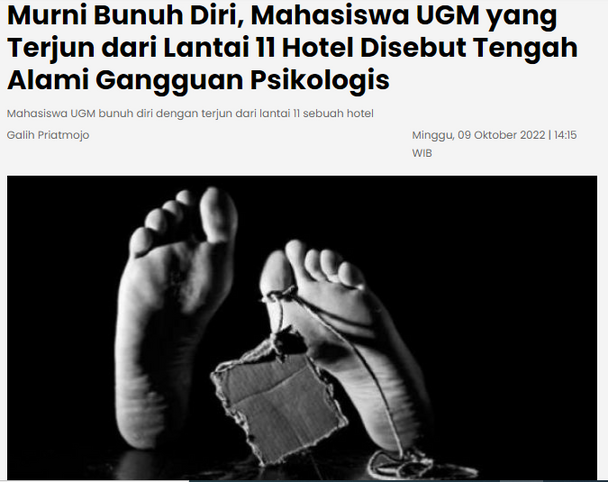 Murni Bunuh Diri, Mahasiswa UGM yang
Terjun dari Lantai 11 Hotel Disebut Tengah
Alami Gangguan Psikologis
Mahasiswa UGM bunuh diri dengan terjun dari lantai 11 sebuah hotel
Galih Priatmojo
Minggu, 09 Oktober 2022 | 14:15
WIB